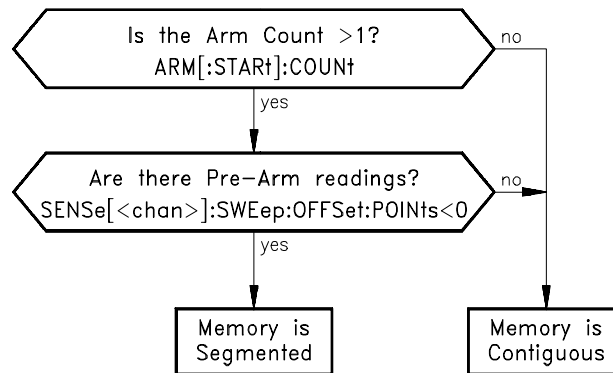 Is the Arm Count >1?
ARM[:STARt]:COUNt
no
yes
Are there Pre-Arm readings?
SENSe[<chan>]:SWEep:OFFSet:POINts<0
no
yes
Memory is
Segmented
Memory is
Contiguous